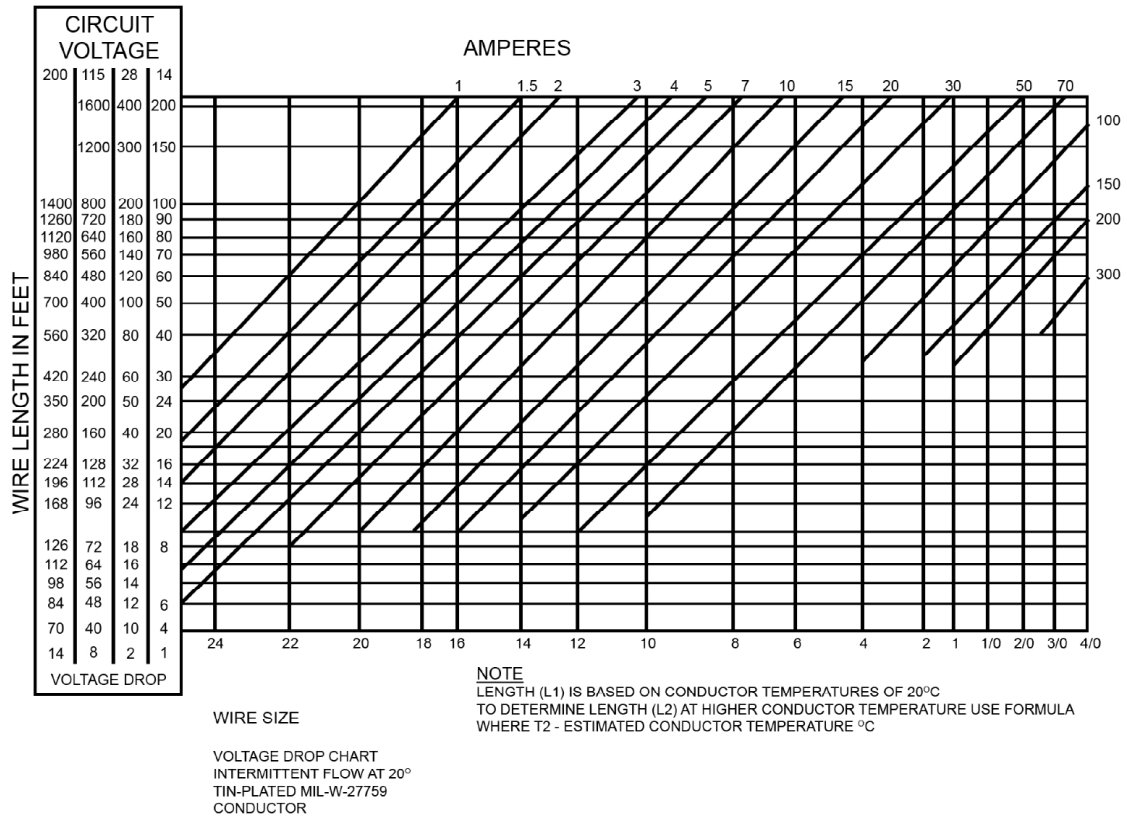 CIRCUIT
VOLTAGE
AMPERES
200 115 28 14
1 1.5 2 3 4 5 7 10 15 20 30 50 70
1600 400 200
100
1200 300 150
150
1400 800 200 100
1260 720 180 90
200
1120 640 160 80
980 560 140 70
840 480 120 60
300
700 400 100 50
560 320 80 40
420 240 60 30
350 200 50 24
280 160 40 20
224 128 32 16
196 112 28 14
168 96 24 12
126 72 18 8
112 64 16
98 56 14
84 48 12 6
70 40 10 4
14 8 2 1
WIRE LENGTH IN FEET
24 22 20 18 16 14 12 10 8 6 4 2 1 1/0 2/0 3/0 4/0
VOLTAGE DROP
NOTE
LENGTH (L1) IS BASED ON CONDUCTOR TEMPERATURES OF 20⁰C
TO DETERMINE LENGTH (L2) AT HIGHER CONDUCTOR TEMPERATURE USE FORMULA
WHERE T2 - ESTIMATED CONDUCTOR TEMPERATURE ⁰C
WIRE SIZE
VOLTAGE DROP CHART
INTERMITTENT FLOW AT 20⁰
TIN-PLATED MIL-W-27759
CONDUCTOR